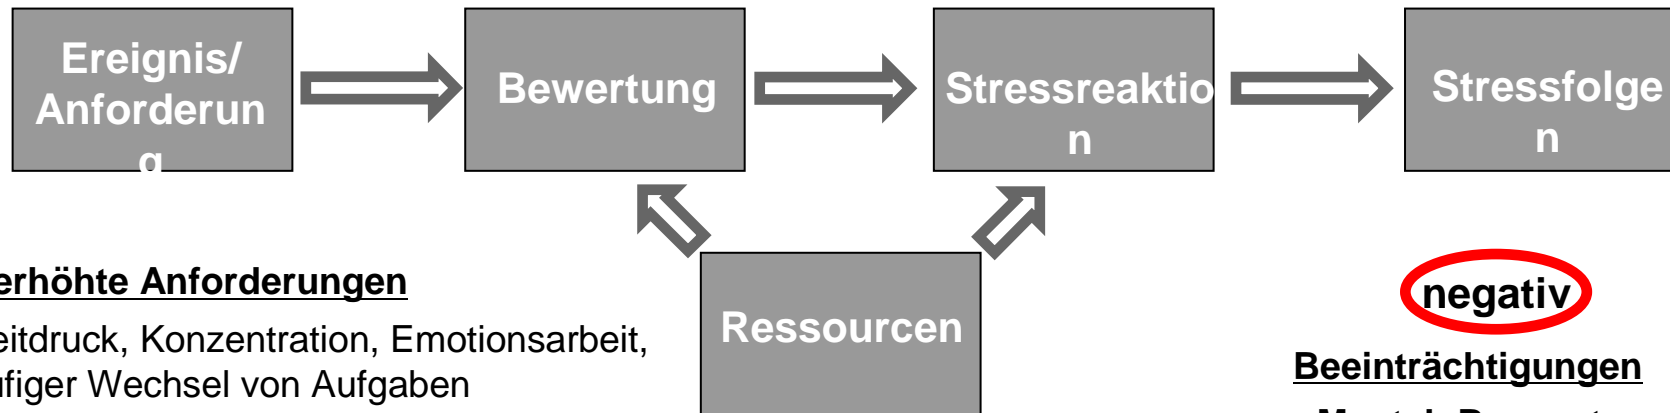 Ereignis/
Anforderun
g
Bewertung
Stressreaktio
n
Stressfolge
n
Ressourcen
erhöhte Anforderungen
eitdruck, Konzentration, Emotionsarbeit,
ufiger Wechsel von Aufgaben
negativ
Beeinträchtigungen